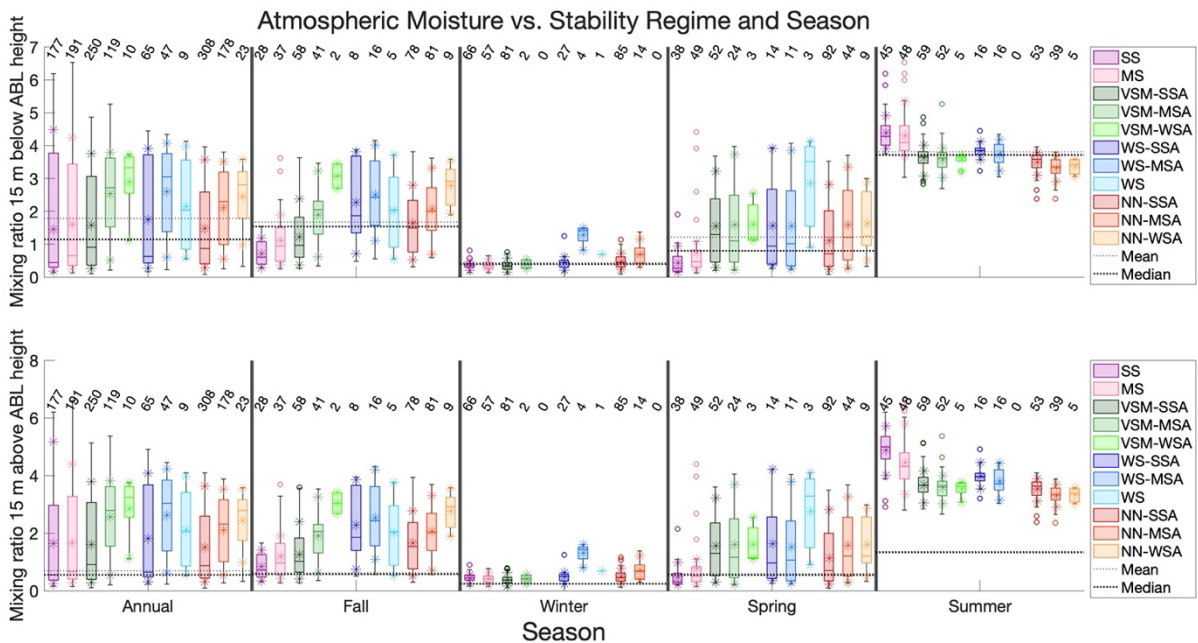 Atmospheric Moisture vs. Stability Regime and Season
Mixing ratio 15 m below ABL height
7
6
5
4
3
2
1
0
177 191 250 119 10 65 47 9 308 178 23 28 37 58 41 2 8 16 5 78 81 9 66 57 81 2 0 27 4 1 85 14 0 38 49 52 24 3 14 11 3 92 44 9 45 48 59 52 5 16 16 0 53 39 5
SS
MS
VSM-SSA
VSM-MSA
VSM-WSA
WS-SSA
WS-MSA
WS
NN-SSA
NN-MSA
NN-WSA
Mean
Median
Mixing ratio 15 m above ABL height
8
6
4
2
0
177 191 250 119 10 65 47 9 308 178 23 28 37 58 41 2 8 16 5 78 81 9 66 57 81 2 0 27 4 1 85 14 0 38 49 52 24 3 14 11 3 92 44 9 45 48 59 52 5 16 16 0 53 39 5
SS
MS
VSM-SSA
VSM-MSA
VSM-WSA
WS-SSA
WS-MSA
WS
NN-SSA
NN-MSA
NN-WSA
Mean
Median
Annual Fall Winter Spring Summer
Season